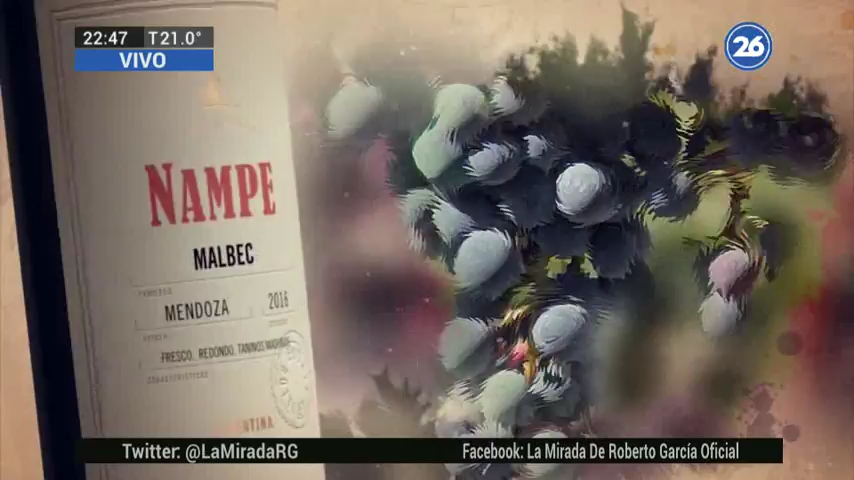 22:47 T21.0°
VIVO
26
NAMPE
MALBEC
MENDOZA 2016
FRESCO, REDONDO, TANINOS
Twitter: @LaMiradaRG
Facebook: La Mirada De Roberto García Oficial